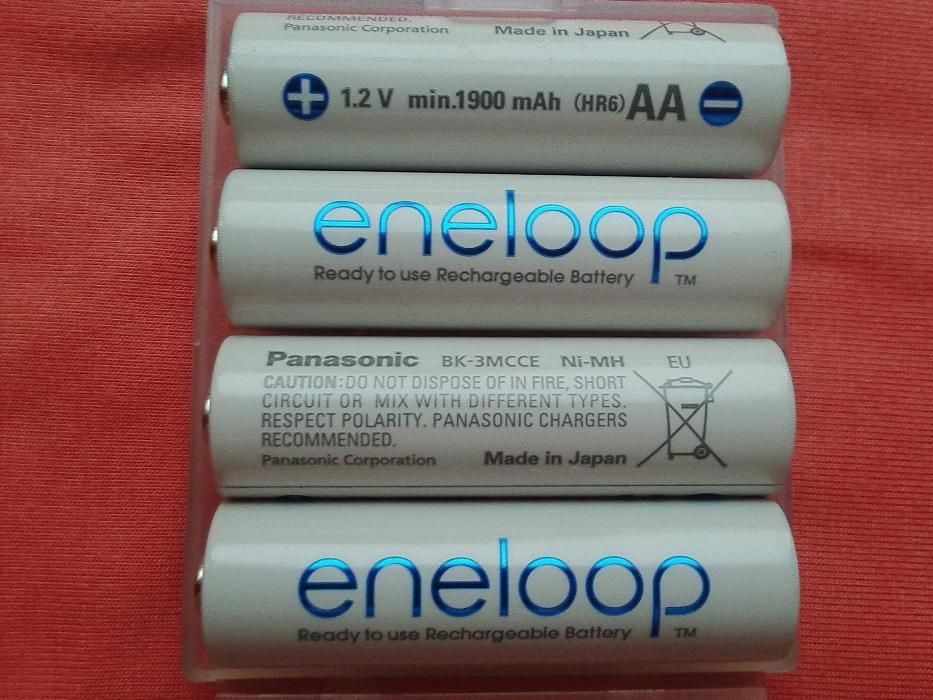 RECOMMENDED.
Panasonic Corporation Made in Japan
+ 1.2 V min.1900 mAh (HR6) AA −
eneloop
Ready to use Rechargeable Battery TM
Panasonic BK-3MCCE Ni-MH EU
CAUTION:DO NOT DISPOSE OF IN FIRE, SHORT
CIRCUIT OR MIX WITH DIFFERENT TYPES.
RESPECT POLARITY. PANASONIC CHARGERS
RECOMMENDED.
Panasonic Corporation Made in Japan
eneloop
Ready to use Rechargeable Battery TM